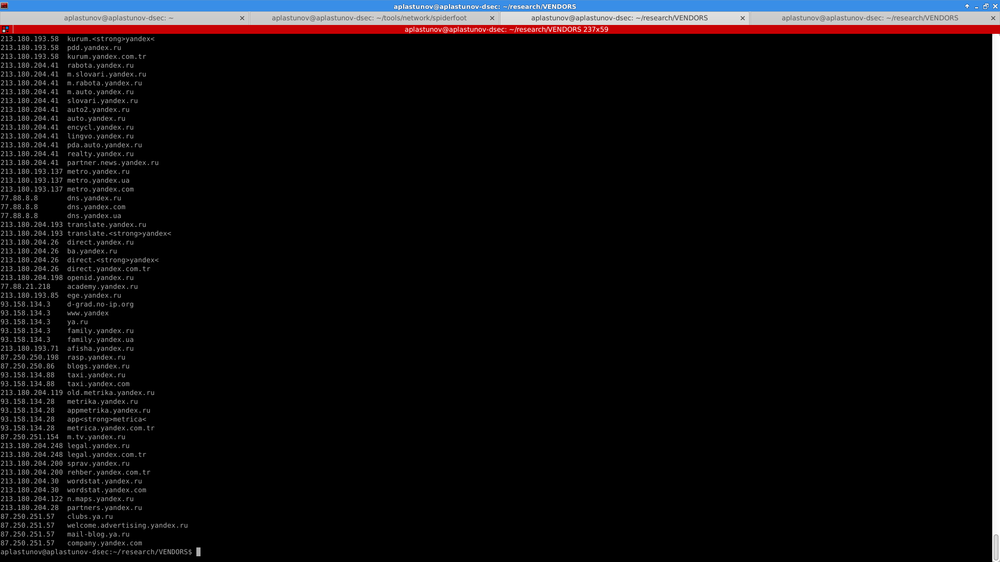 aplastunov@aplastunov-dsec: ~/research/VENDORS
aplastunov@aplastunov-dsec: ~
aplastunov@aplastunov-dsec: ~/tools/network/spiderfoot
aplastunov@aplastunov-dsec: ~/research/VENDORS
aplastunov@aplastunov-dsec: ~/research/VENDORS
aplastunov@aplastunov-dsec: ~/research/VENDORS 237x59
213.180.193.58  kurum.<strong>yandex<
213.180.193.58  pdd.yandex.ru
213.180.193.58  kurum.yandex.com.tr
213.180.204.41  rabota.yandex.ru
213.180.204.41  m.slovari.yandex.ru
213.180.204.41  m.rabota.yandex.ru
213.180.204.41  m.auto.yandex.ru
213.180.204.41  slovari.yandex.ru
213.180.204.41  auto2.yandex.ru
213.180.204.41  auto.yandex.ru
213.180.204.41  encycl.yandex.ru
213.180.204.41  lingvo.yandex.ru
213.180.204.41  pda.auto.yandex.ru
213.180.204.41  realty.yandex.ru
213.180.204.41  partner.news.yandex.ru
213.180.193.137 metro.yandex.ru
213.180.193.137 metro.yandex.ua
213.180.193.137 metro.yandex.com
77.88.8.8       dns.yandex.ru
77.88.8.8       dns.yandex.com
77.88.8.8       dns.yandex.ua
213.180.204.193 translate.yandex.ru
213.180.204.193 translate.<strong>yandex<
213.180.204.26  direct.yandex.ru
213.180.204.26  ba.yandex.ru
213.180.204.26  direct.<strong>yandex<
213.180.204.26  direct.yandex.com.tr
213.180.204.198 openid.yandex.ru
77.88.21.218    academy.yandex.ru
213.180.193.85  ege.yandex.ru
93.158.134.3    d-grad.no-ip.org
93.158.134.3    www.yandex
93.158.134.3    ya.ru
93.158.134.3    family.yandex.ru
93.158.134.3    family.yandex.ua
213.180.193.71  afisha.yandex.ru
87.250.250.198  rasp.yandex.ru
87.250.250.86   blogs.yandex.ru
93.158.134.88   taxi.yandex.ru
93.158.134.88   taxi.yandex.com
213.180.204.119 old.metrika.yandex.ru
93.158.134.28   metrika.yandex.ru
93.158.134.28   appmetrika.yandex.ru
93.158.134.28   app<strong>metrica<
93.158.134.28   metrica.yandex.com.tr
87.250.251.154  m.tv.yandex.ru
213.180.204.248 legal.yandex.ru
213.180.204.248 legal.yandex.com.tr
213.180.204.200 sprav.yandex.ru
213.180.204.200 rehber.yandex.com.tr
213.180.204.30  wordstat.yandex.ru
213.180.204.30  wordstat.yandex.com
213.180.204.122 n.maps.yandex.ru
213.180.204.28  partners.yandex.ru
87.250.251.57   clubs.ya.ru
87.250.251.57   welcome.advertising.yandex.ru
87.250.251.57   mail-blog.ya.ru
87.250.251.57   company.yandex.com
aplastunov@aplastunov-dsec:~/research/VENDORS$